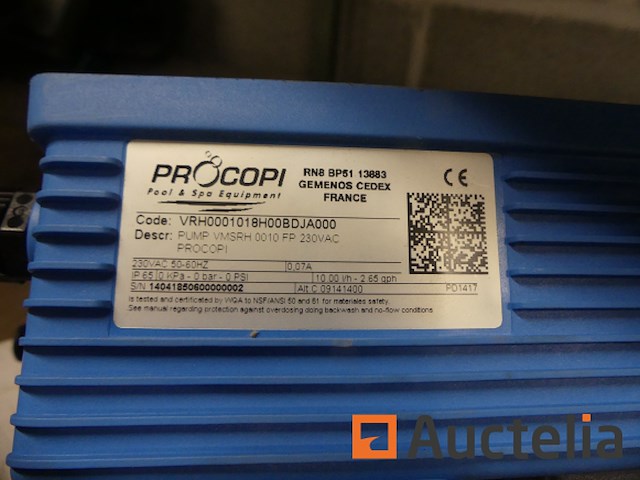 PROCOPI
Pool & Spa Equipment
RN8 BP51 13883
GEMENOS CEDEX
FRANCE
CE
Code: VRH0001018H00BDJA000
Descr: PUMP VMSRH 0010 FP 230VAC
PROCOPI
230VAC 50-60HZ 0,07A
IP 65 0 KPa - 0 bar - 0 PSI 10.00 l/h - 2.65 gph
S/N 14041850600000002 Alt.C.09141400 PD1417
is tested and certificated by WQA to NSF/ANSI 50 and 61 for materiales safety.
See manual regarding protection against overdosing doing backwash and no-flow conditions
Auctelia